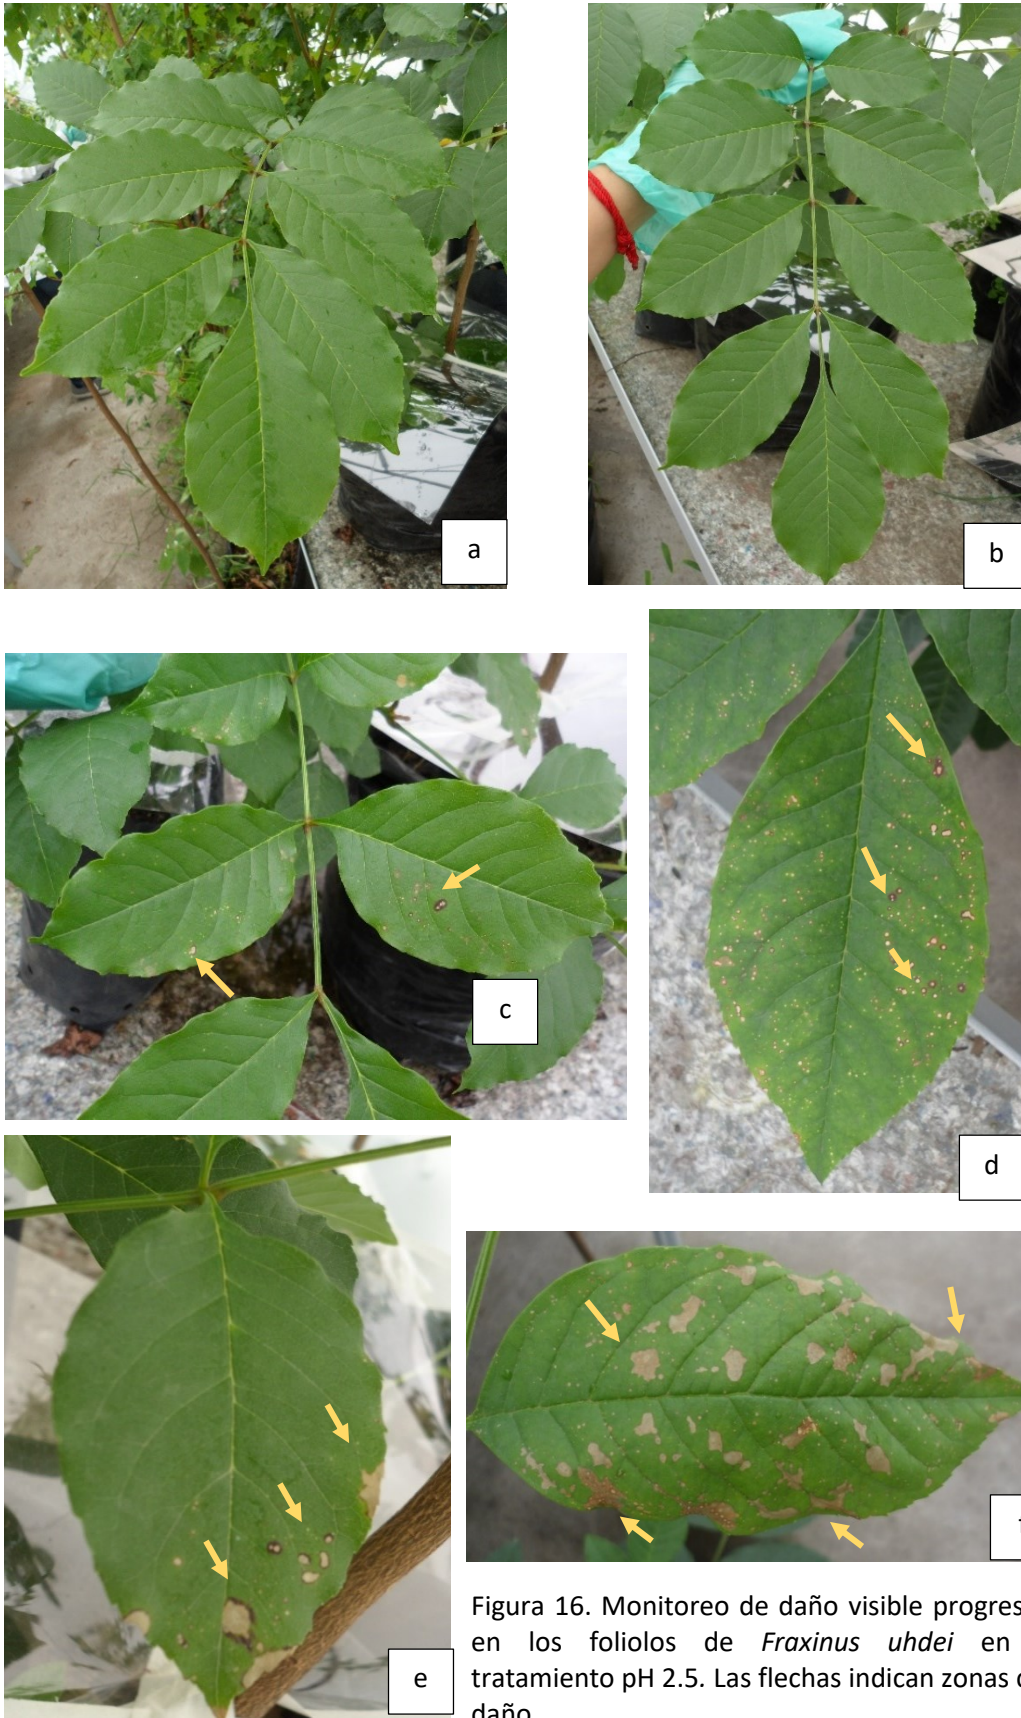 a
b
c
d
e
Figura 16. Monitoreo de daño visible
en los foliolos de Fraxinus uhdei en
tratamiento pH 2.5. Las flechas indican zonas
daño